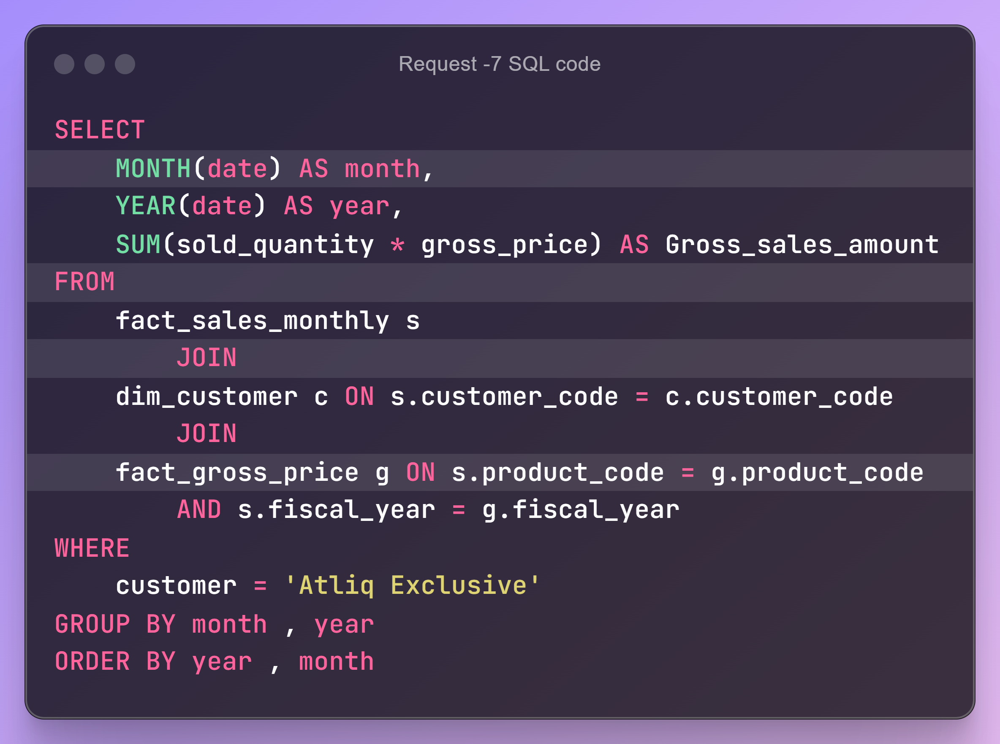 Request -7 SQL code
SELECT
    MONTH(date) AS month,
    YEAR(date) AS year,
    SUM(sold_quantity * gross_price) AS Gross_sales_amount
FROM
    fact_sales_monthly s
        JOIN
    dim_customer c ON s.customer_code = c.customer_code
        JOIN
    fact_gross_price g ON s.product_code = g.product_code
        AND s.fiscal_year = g.fiscal_year
WHERE
    customer = 'Atliq Exclusive'
GROUP BY month , year
ORDER BY year , month